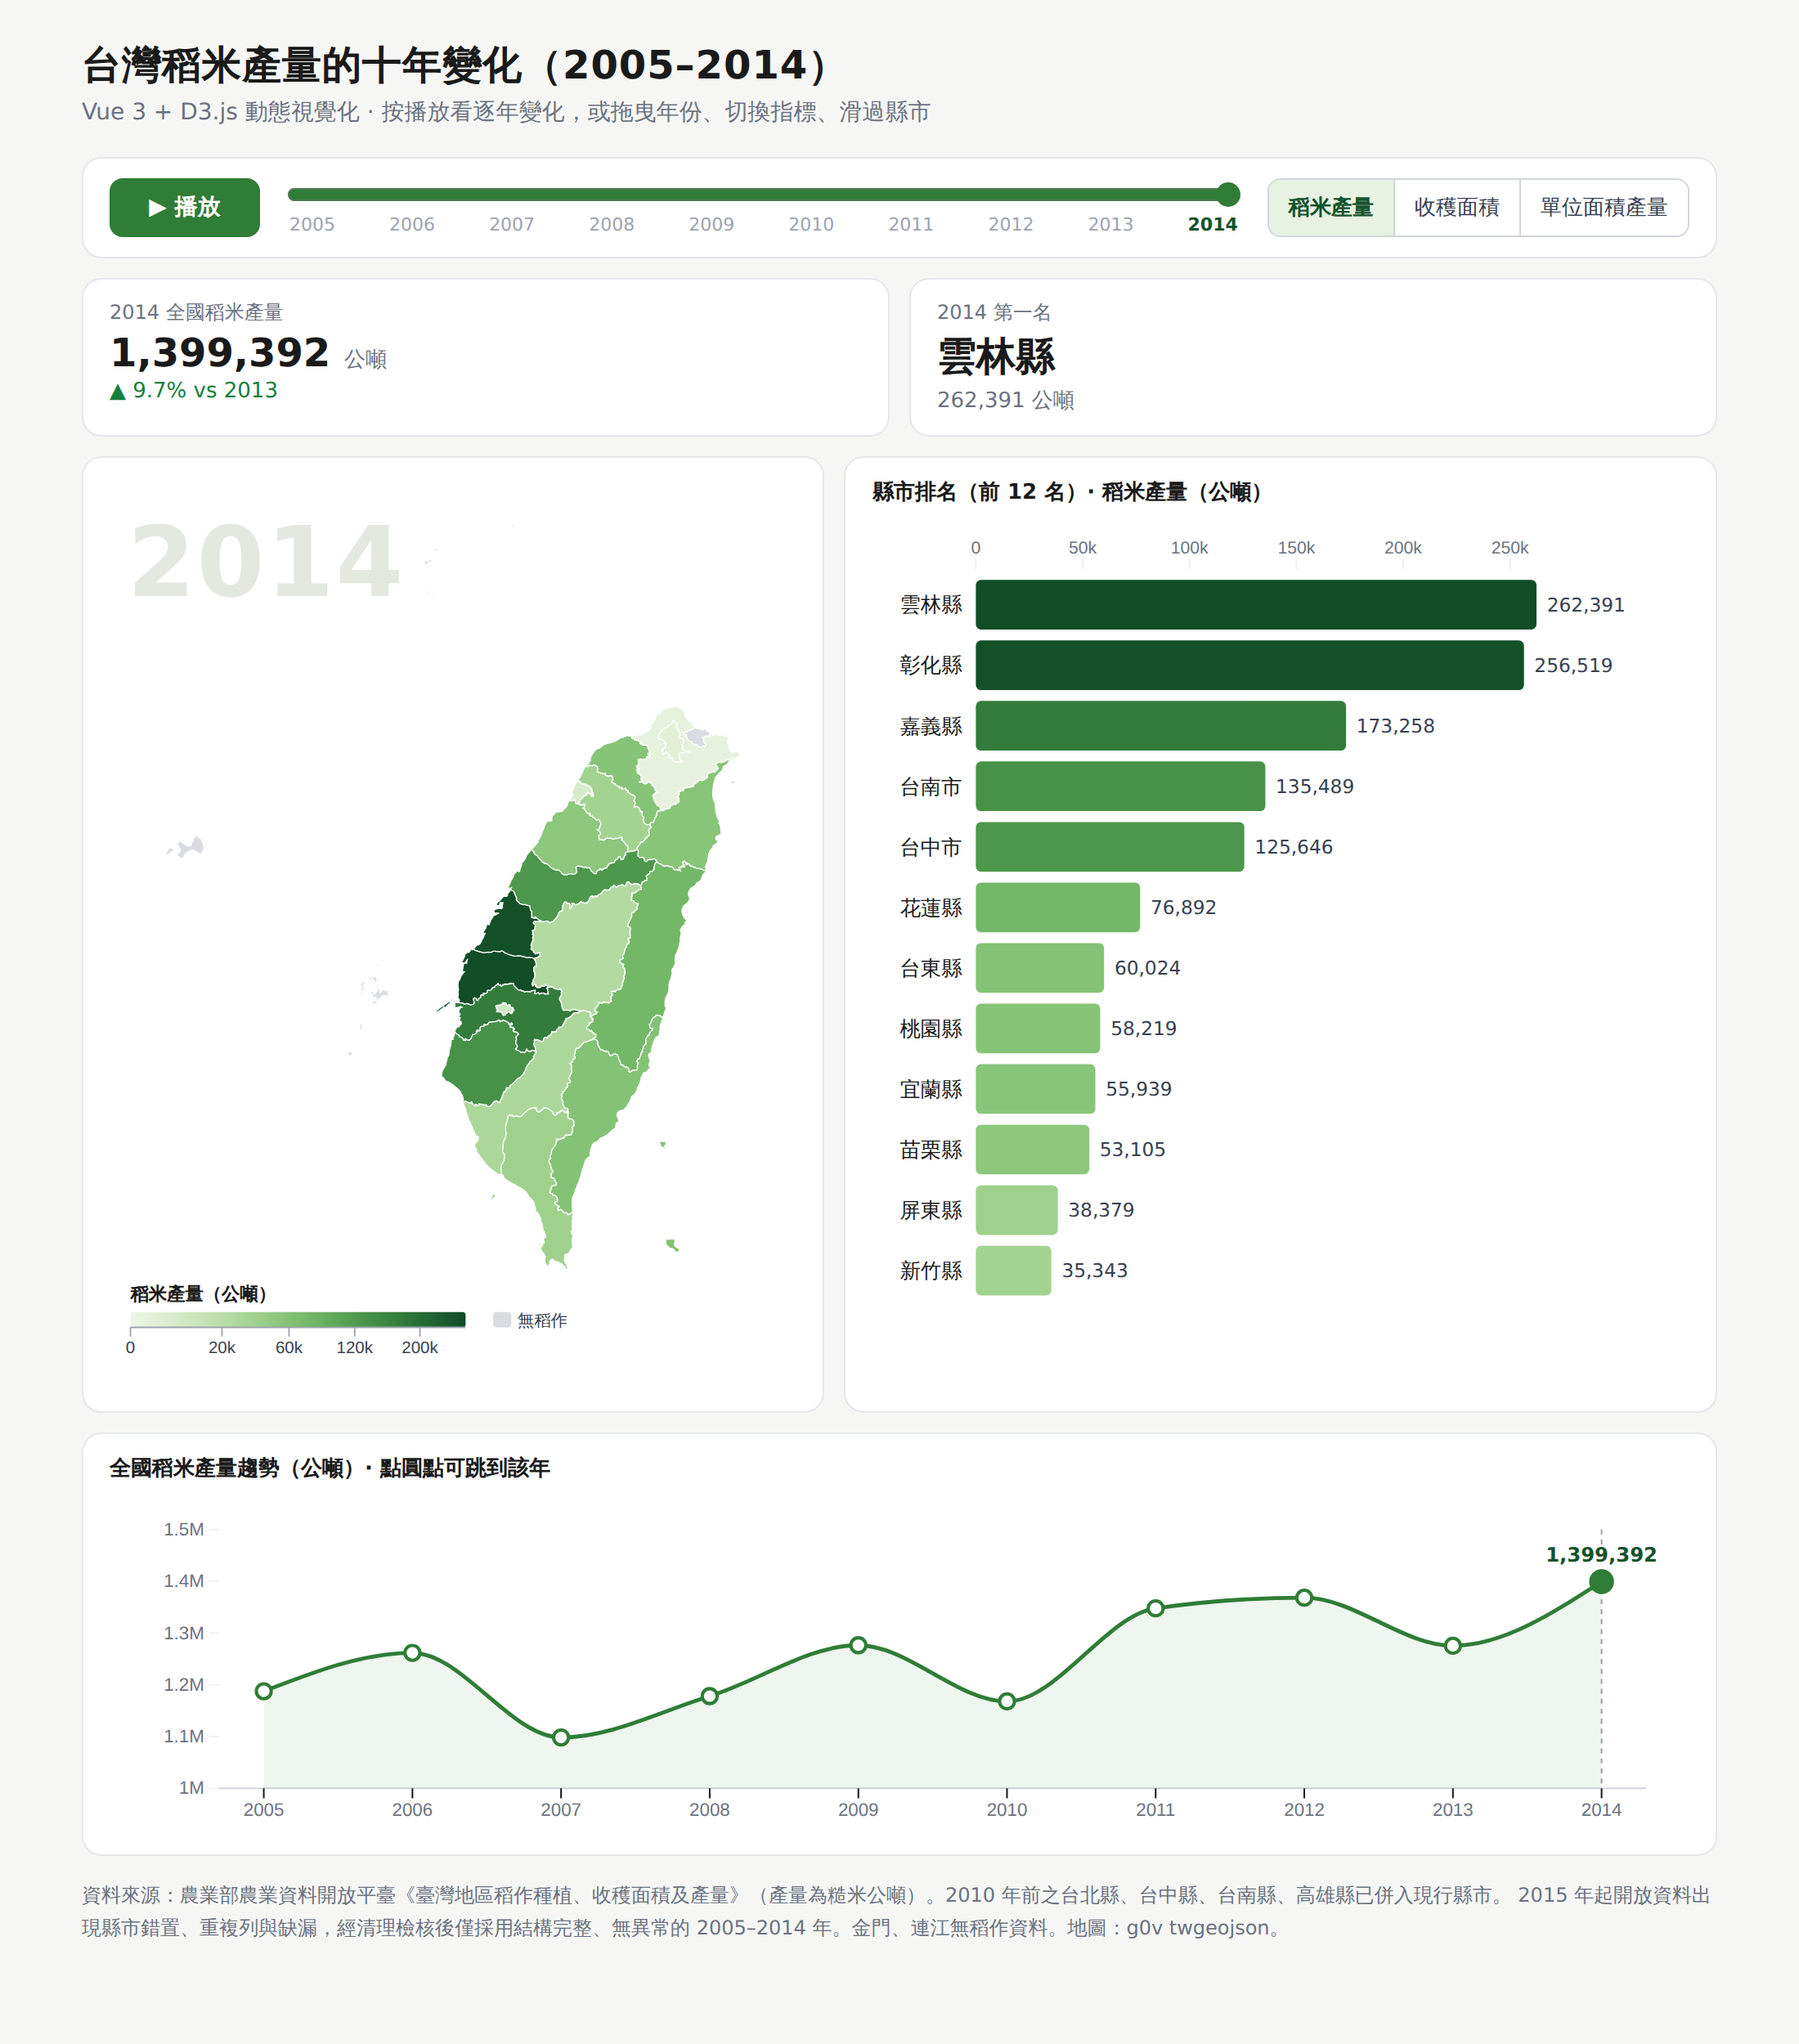 台灣稻米產量的十年變化（2005–2014）
Vue 3 + D3.js 動態視覺化 · 按播放看逐年變化，或拖曳年份、切換指標、滑過縣市
▶ 播放
2005 2006 2007 2008 2009 2010 2011 2012 2013 2014
稻米產量 收穫面積 單位面積產量
2014 全國稻米產量
1,399,392 公噸
▲ 9.7% vs 2013
2014 第一名
雲林縣
262,391 公噸
2014
稻米產量（公噸）
無稻作
0 20k 60k 120k 200k
縣市排名（前 12 名）· 稻米產量（公噸）
0 50k 100k 150k 200k 250k
雲林縣 262,391
彰化縣 256,519
嘉義縣 173,258
台南市 135,489
台中市 125,646
花蓮縣 76,892
台東縣 60,024
桃園縣 58,219
宜蘭縣 55,939
苗栗縣 53,105
屏東縣 38,379
新竹縣 35,343
全國稻米產量趨勢（公噸）· 點圓點可跳到該年
1.5M
1,399,392
1.4M
1.3M
1.2M
1.1M
1M
2005 2006 2007 2008 2009 2010 2011 2012 2013 2014
資料來源：農業部農業資料開放平臺《臺灣地區稻作種植、收穫面積及產量》（產量為糙米公噸）。2010 年前之台北縣、台中縣、台南縣、高雄縣已併入現行縣市。 2015 年起開放資料出
現縣市錯置、重複列與缺漏，經清理檢核後僅採用結構完整、無異常的 2005–2014 年。金門、連江無稻作資料。地圖：g0v twgeojson。